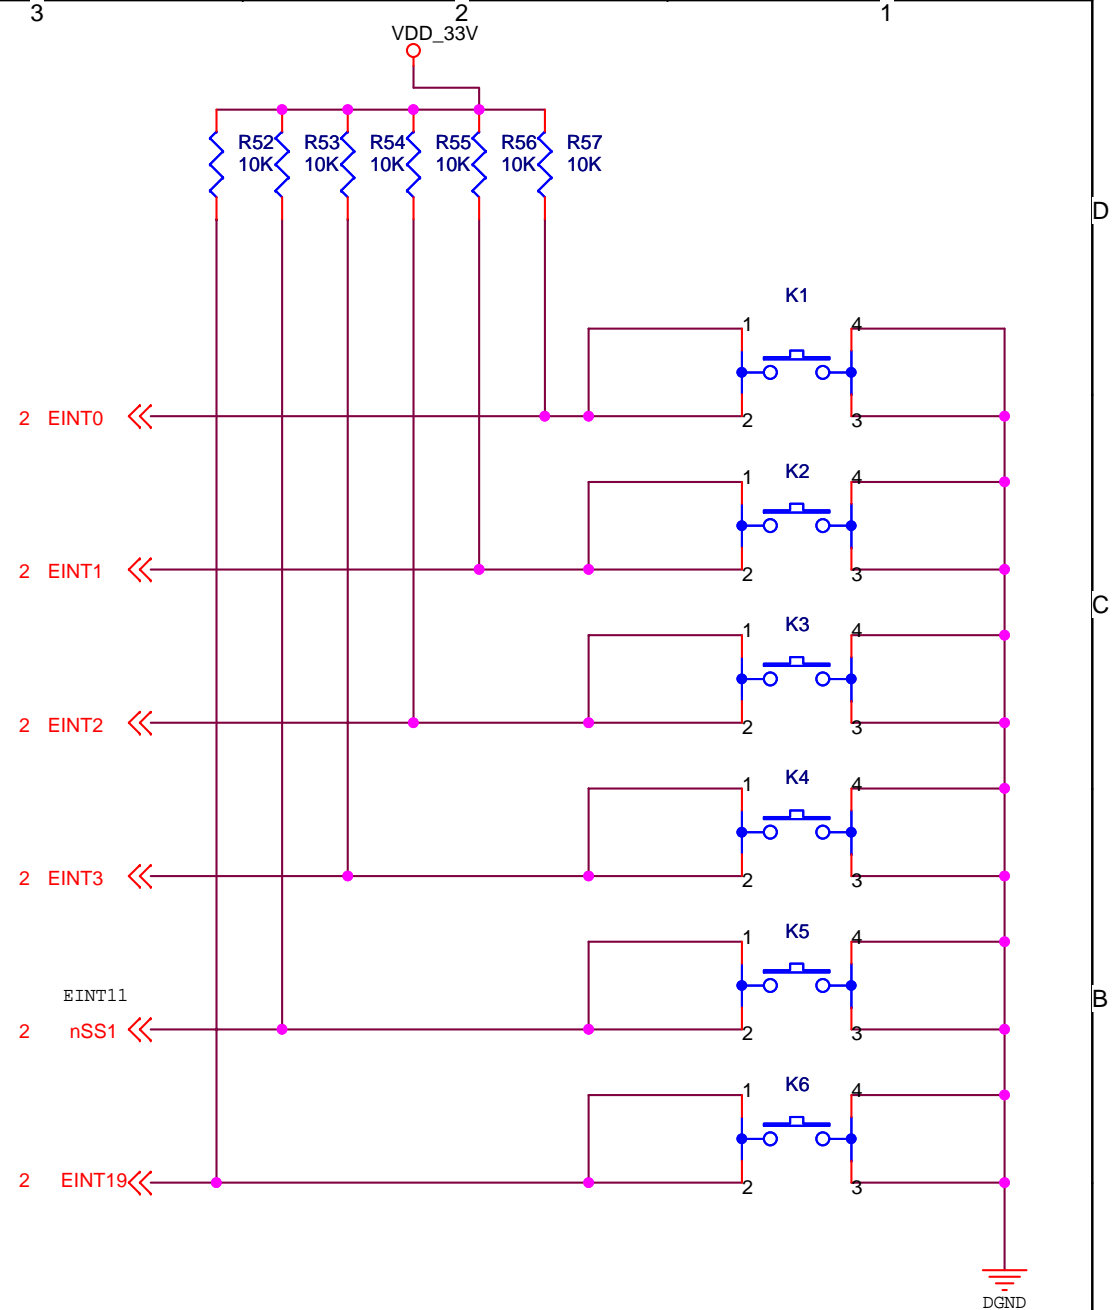 3 2 1
VDD_33V
R52 R53 R54 R55 R56 R57
10K 10K 10K 10K 10K 10K
D
K1
1 4
2 EINT0
2 3
K2
1 4
2 EINT1
2 3
C
K3
1 4
2 EINT2
2 3
K4
1 4
2 EINT3
2 3
K5
1 4
EINT11
B
2 nSS1
2 3
K6
1 4
2 EINT19
2 3
DGND